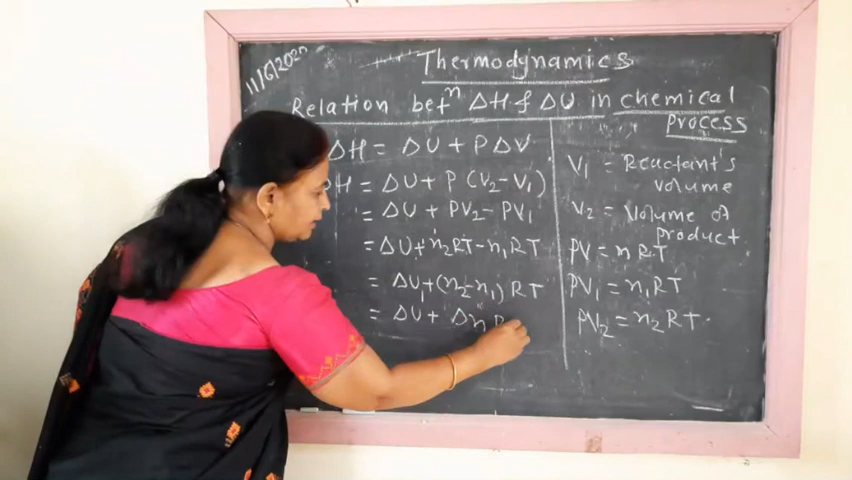 11/6/2020
Thermodynamics
Relation betⁿ ΔH & ΔU in chemical
process
ΔH = ΔU + PΔV
ΔH = ΔU + P (V₂-V₁)
= ΔU + PV₂ - PV₁
= ΔU + n₂RT - n₁RT
= ΔU + (n₂-n₁) RT
= ΔU + Δn R
V₁ = Reactant's
volume
V₂ = Volume of
product.
PV = nRT
PV₁ = n₁RT
PV₂ = n₂RT.